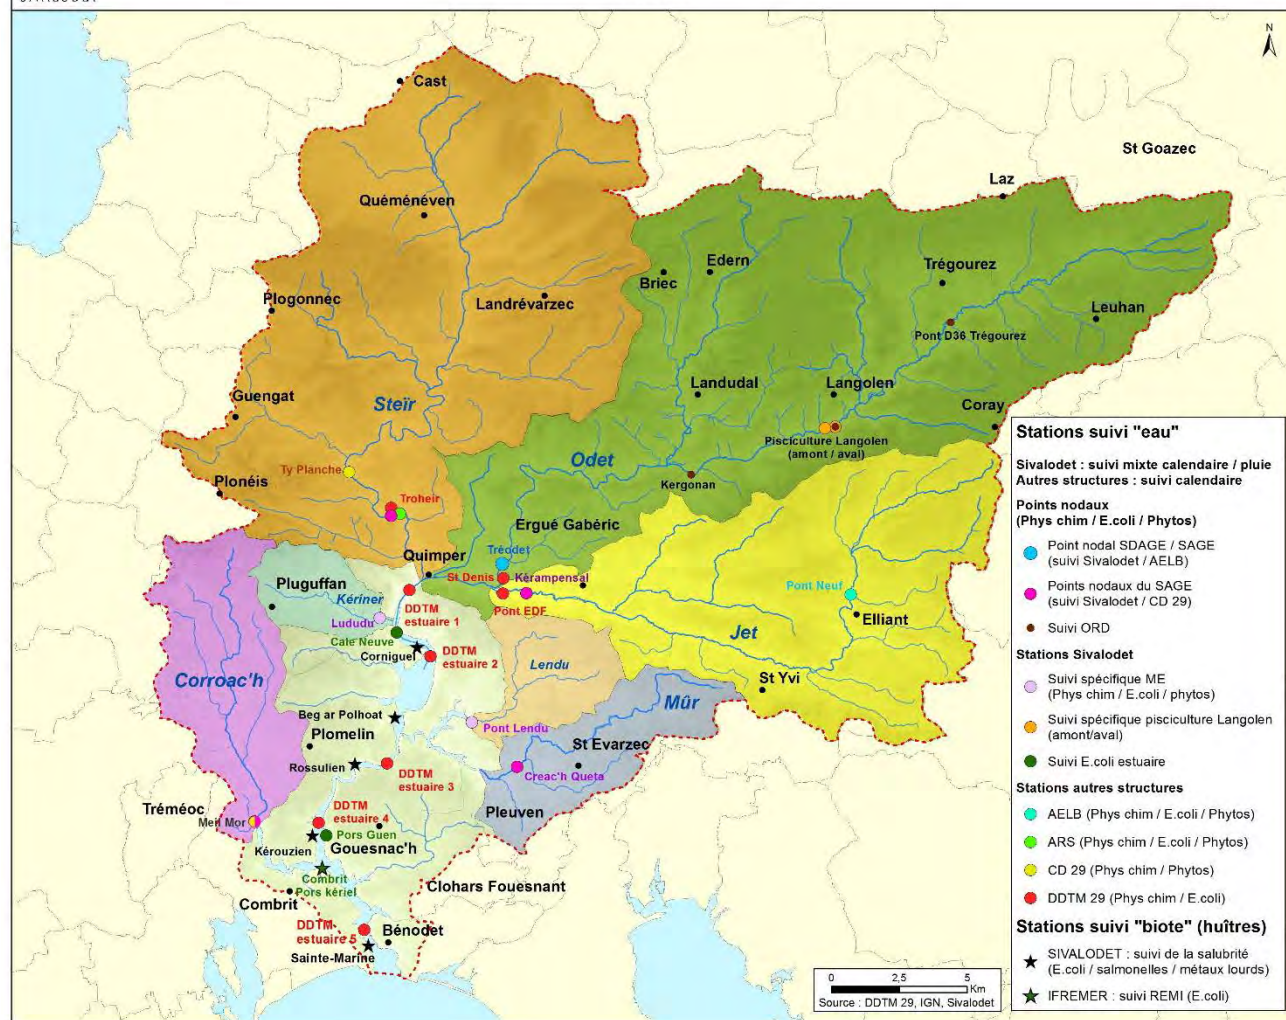 N
Cast
St Goazec
Laz
Quéménéven
Edern
Briec
Trégourez
Plogonnec
Landrévarzec
Leuhan
Pont D36 Trégourez
Landudal
Langolen
Guengat
Steïr
Coray
Pisciculture Langolen
(amont / aval)
Odet
Ty Planche
Kergonan
Plonéis
Troheir
Ergué Gabéric
Quimper
Tréodet
St Denis
Kérampensal
Pont EDF
Pluguffan
Kériner
DDTM
estuaire 1
Pont Neuf
Lududu
Elliant
Cale Neuve
Jet
Corniguel
DDTM
estuaire 2
Lendu
Corroac'h
St Yvi
Mûr
Beg ar Polhoat
Pont Lendu
Plomelin
St Evarzec
Rossulien
DDTM
estuaire 3
Creac'h Queta
Tréméoc
Pleuven
Meil Mor
DDTM
estuaire 4
Pors Guen
Kérouzien
Gouesnac'h
Combrit
Pors kériel
Clohars Fouesnant
Combrit
DDTM
estuaire 5
Bénodet
Sainte-Marine
0 2,5 5
Km
Source : DDTM 29, IGN, Sivalodet
Stations suivi "eau"
Sivalodet : suivi mixte calendaire / pluie
Autres structures : suivi calendaire
Points nodaux
(Phys chim / E.coli / Phytos)
Point nodal SDAGE / SAGE
(suivi Sivalodet / AELB)
Points nodaux du SAGE
(suivi Sivalodet / CD 29)
Suivi ORD
Stations Sivalodet
Suivi spécifique ME
(Phys chim / E.coli / phytos)
Suivi spécifique pisciculture Langolen
(amont/aval)
Suivi E.coli estuaire
Stations autres structures
AELB (Phys chim / E.coli / Phytos)
ARS (Phys chim / E.coli / Phytos)
CD 29 (Phys chim / Phytos)
DDTM 29 (Phys chim / E.coli)
Stations suivi "biote" (huîtres)
SIVALODET : suivi de la salubrité
(E.coli / salmonelles / métaux lourds)
IFREMER : suivi REMI (E.coli)